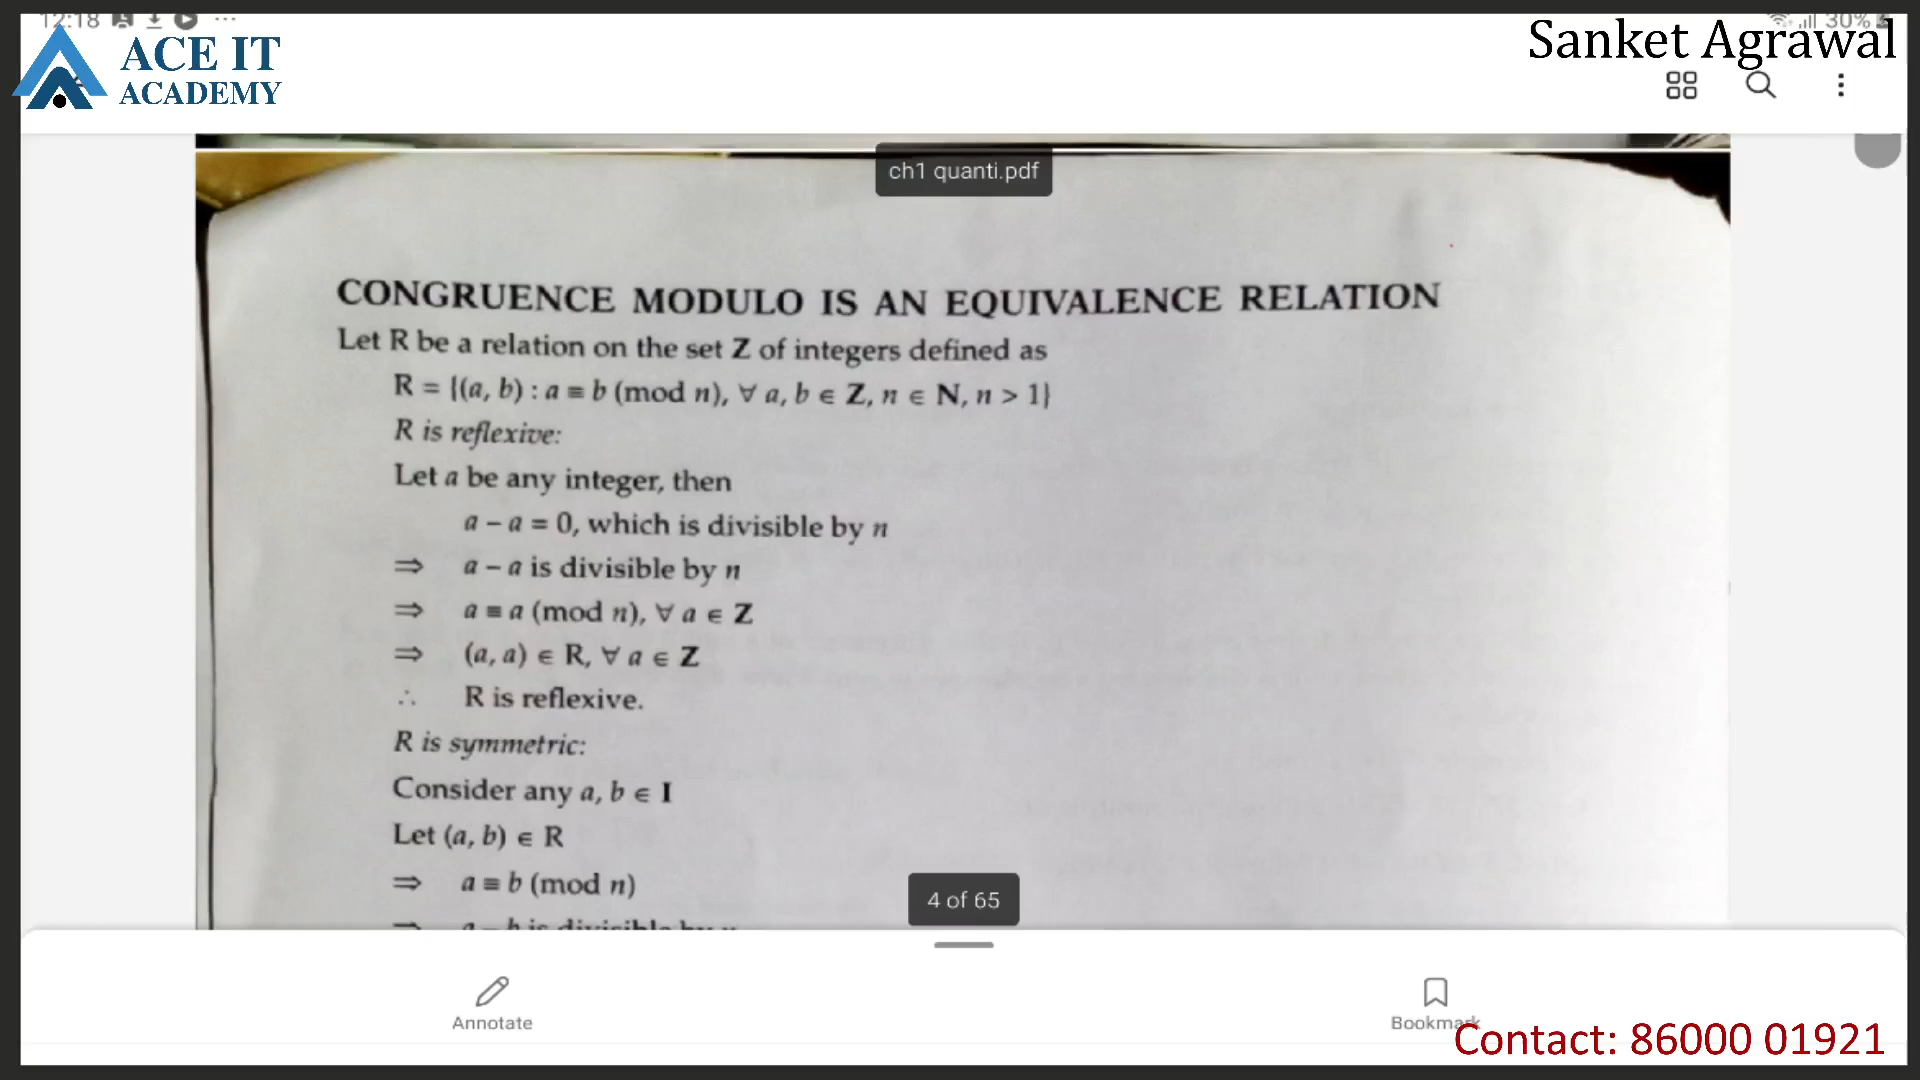 12:18
30%
ACE IT
ACADEMY
Sanket Agrawal
ch1 quanti.pdf
CONGRUENCE MODULO IS AN EQUIVALENCE RELATION
Let R be a relation on the set Z of integers defined as
R = {(a, b) : a ≡ b (mod n), ∀ a, b ∈ Z, n ∈ N, n > 1}
R is reflexive:
Let a be any integer, then
a – a = 0, which is divisible by n
⇒ a – a is divisible by n
⇒ a ≡ a (mod n), ∀ a ∈ Z
⇒ (a, a) ∈ R, ∀ a ∈ Z
∴ R is reflexive.
R is symmetric:
Consider any a, b ∈ I
Let (a, b) ∈ R
⇒ a ≡ b (mod n)
4 of 65
Annotate
Bookmark
Contact: 86000 01921